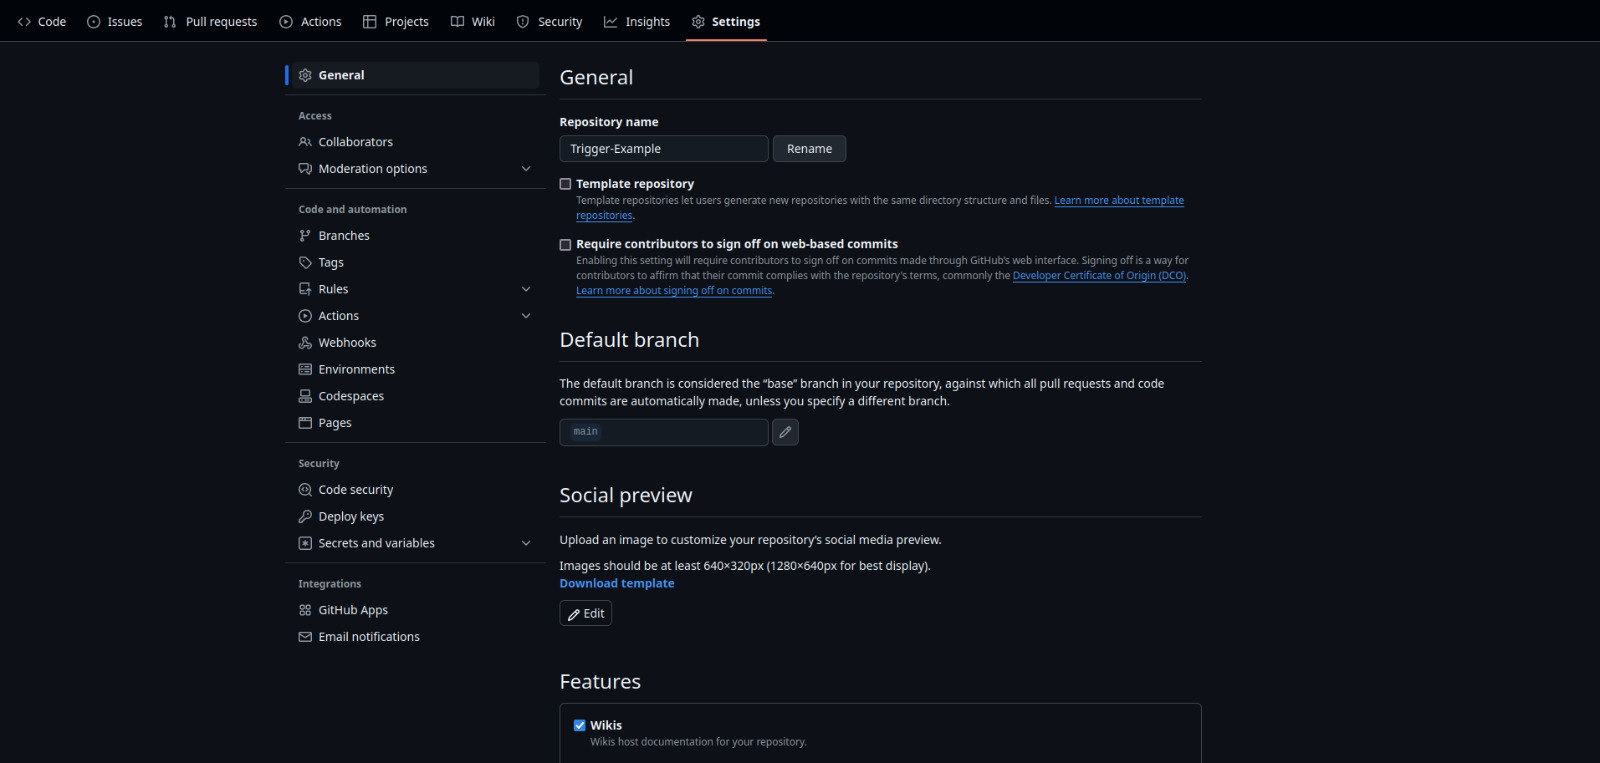 Code Issues Pull requests Actions Projects Wiki Security Insights Settings
General
Access
Collaborators
Moderation options
Code and automation
Branches
Tags
Rules
Actions
Webhooks
Environments
Codespaces
Pages
Security
Code security
Deploy keys
Secrets and variables
Integrations
GitHub Apps
Email notifications
General
Repository name
Trigger-Example Rename
Template repository
Template repositories let users generate new repositories with the same directory structure and files. Learn more about template
repositories.
Require contributors to sign off on web-based commits
Enabling this setting will require contributors to sign off on commits made through GitHub's web interface. Signing off is a way for
contributors to affirm that their commit complies with the repository's terms, commonly the Developer Certificate of Origin (DCO).
Learn more about signing off on commits.
Default branch
The default branch is considered the “base” branch in your repository, against which all pull requests and code
commits are automatically made, unless you specify a different branch.
main
Social preview
Upload an image to customize your repository's social media preview.
Images should be at least 640×320px (1280×640px for best display).
Download template
Edit
Features
Wikis
Wikis host documentation for your repository.